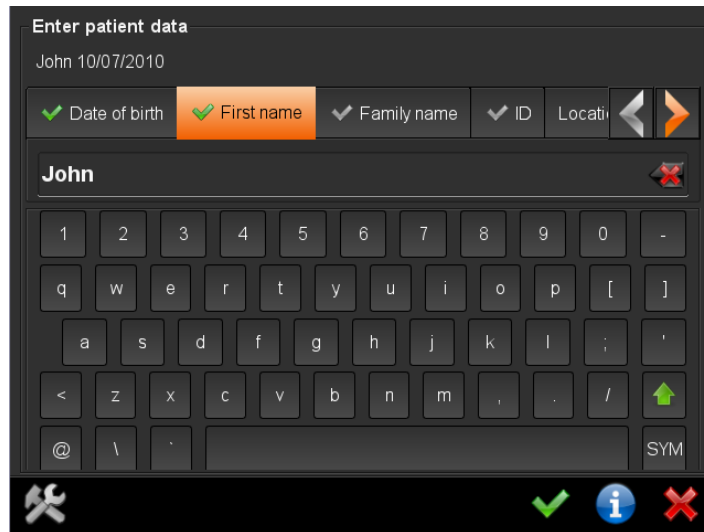 Enter patient data
John 10/07/2010
Date of birth First name Family name ID Locati
John
1 2 3 4 5 6 7 8 9 0 -
q w e r t y u i o p [ ]
a s d f g h j k l ; '
< z x c v b n m , . /
@ \ ` SYM
i